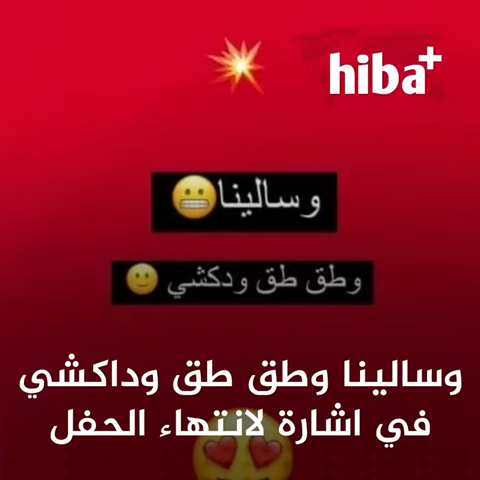 hiba+
وسالينا😬
وطق طق ودكشي 🙂
وسالينا وطق طق وداكشي
في اشارة لانتهاء الحفل